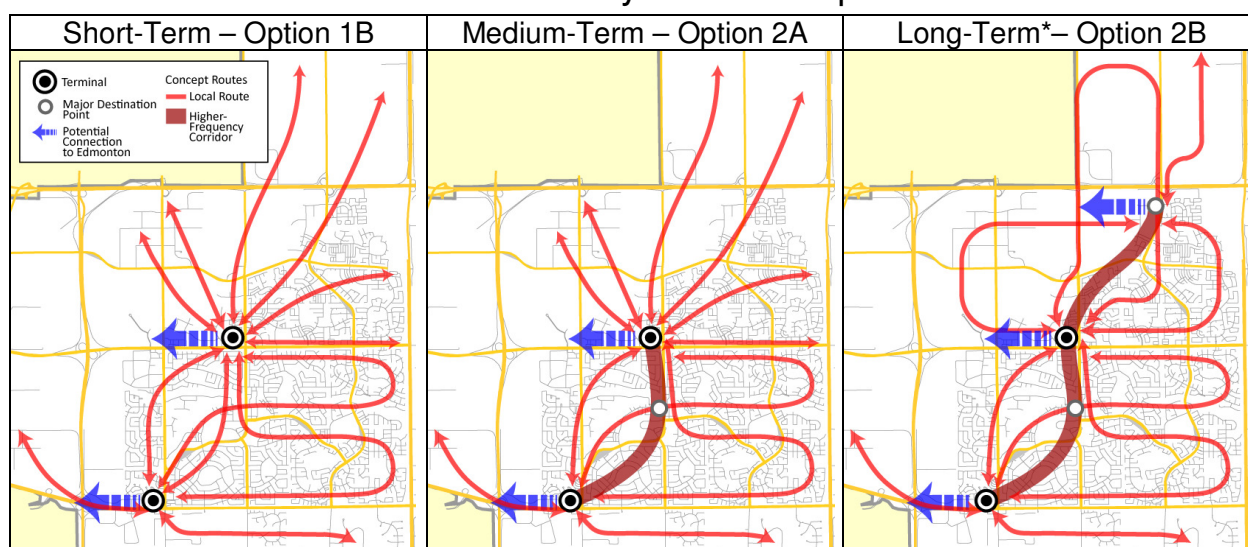 Short-Term – Option 1B
Medium-Term – Option 2A
Long-Term*– Option 2B
Terminal
Major Destination
Point
Potential
Connection
to Edmonton
Concept Routes
Local Route
Higher-
Frequency
Corridor